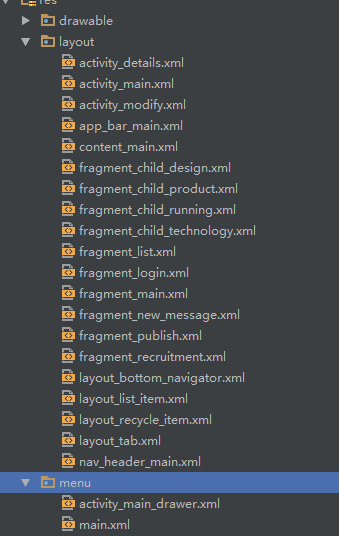 res
drawable
layout
activity_details.xml
activity_main.xml
activity_modify.xml
app_bar_main.xml
content_main.xml
fragment_child_design.xml
fragment_child_product.xml
fragment_child_running.xml
fragment_child_technology.xml
fragment_list.xml
fragment_login.xml
fragment_main.xml
fragment_new_message.xml
fragment_publish.xml
fragment_recruitment.xml
layout_bottom_navigator.xml
layout_list_item.xml
layout_recycle_item.xml
layout_tab.xml
nav_header_main.xml
menu
activity_main_drawer.xml
main.xml